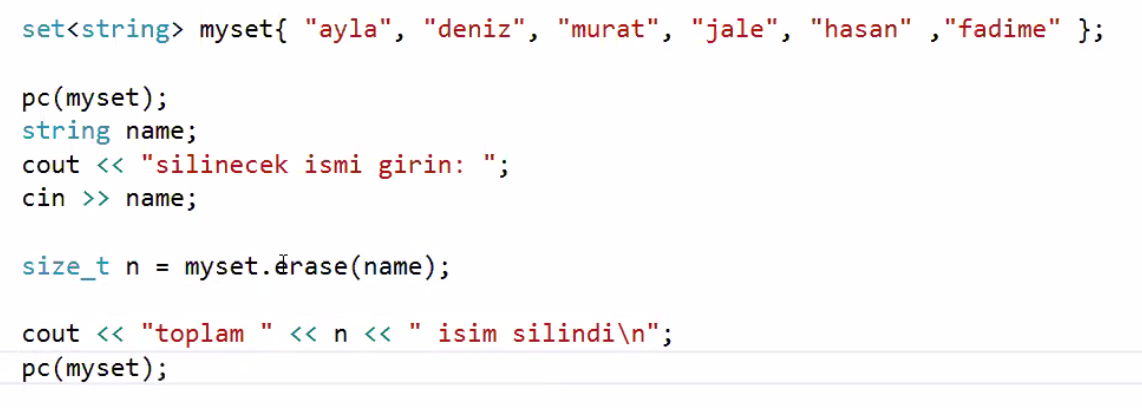 set<string> myset{ "ayla", "deniz", "murat", "jale", "hasan" ,"fadime" };
pc(myset);
string name;
cout << "silinecek ismi girin: ";
cin >> name;
size_t n = myset.erase(name);
cout << "toplam " << n << " isim silindi\n";
pc(myset);